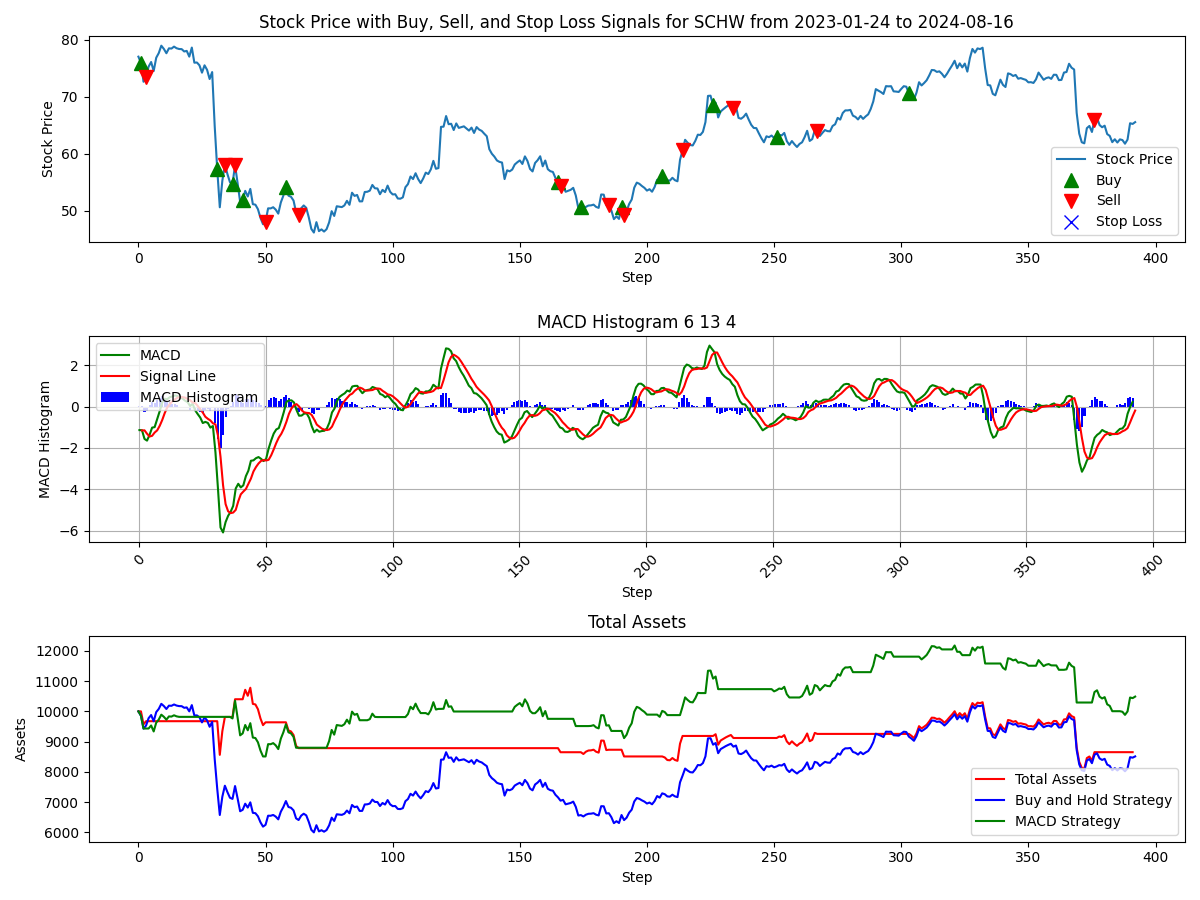 Stock Price with Buy, Sell, and Stop Loss Signals for SCHW from 2023-01-24 to 2024-08-16
80
70
60
50
Stock Price
Stock Price
Buy
Sell
Stop Loss
0 50 100 150 200 250 300 350 400
Step
MACD Histogram 6 13 4
2
0
−2
−4
−6
MACD Histogram
MACD
Signal Line
MACD Histogram
0 50 100 150 200 250 300 350 400
Step
Total Assets
12000
11000
10000
9000
8000
7000
6000
Assets
Total Assets
Buy and Hold Strategy
MACD Strategy
0 50 100 150 200 250 300 350 400
Step